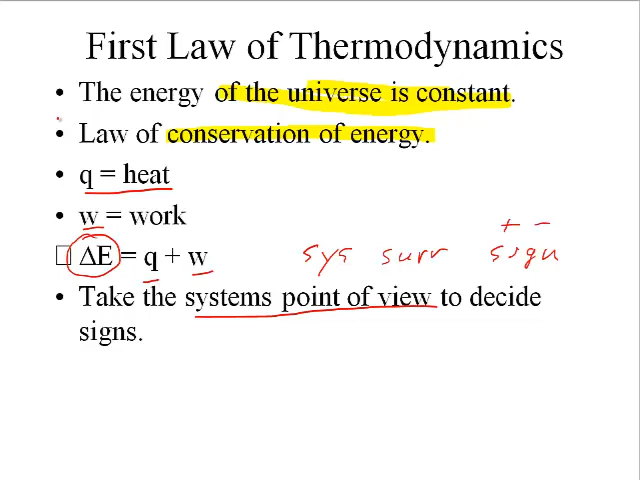 First Law of Thermodynamics
• The energy of the universe is constant.
• Law of conservation of energy.
• q = heat
• w = work
+ −
□ ΔE = q + w sys surr sign
• Take the systems point of view to decide
signs.